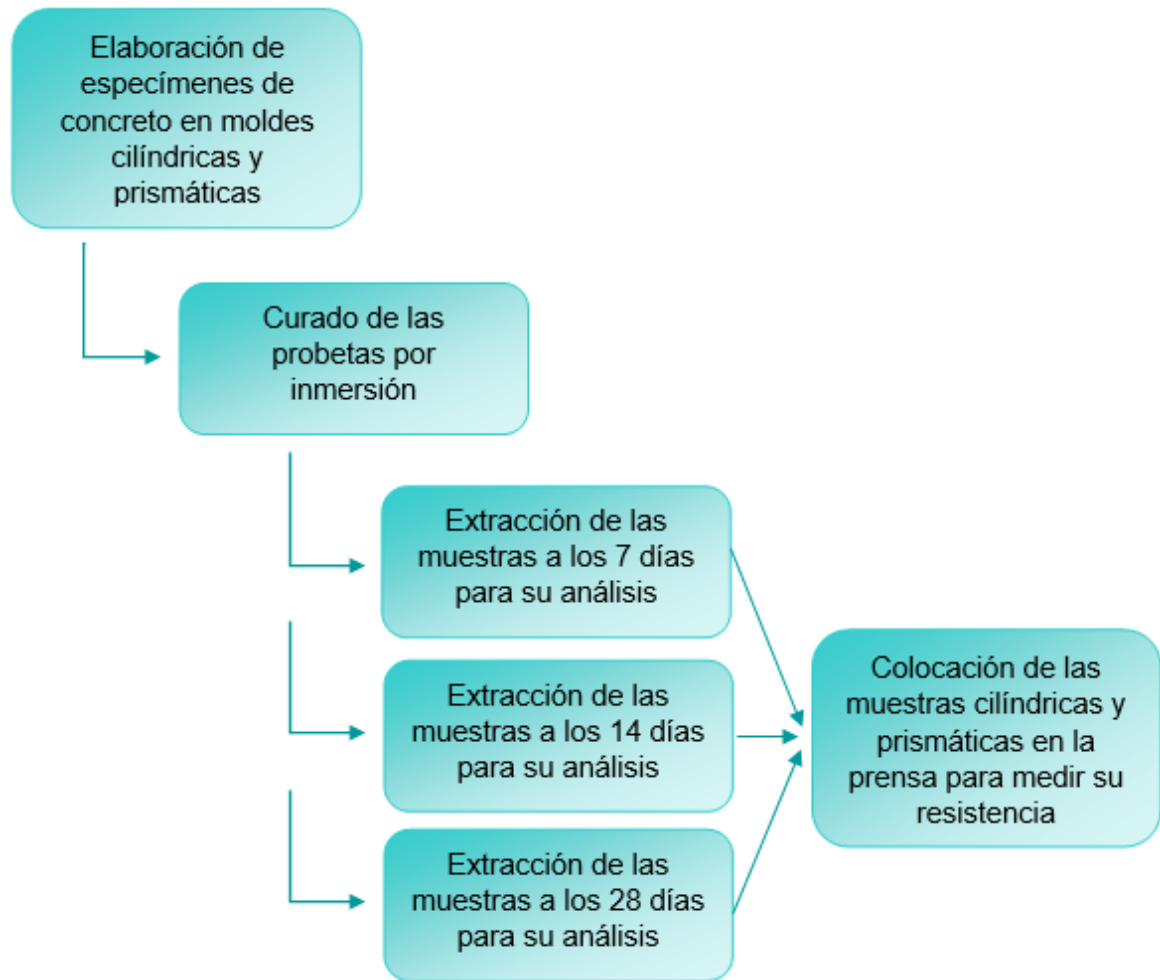 Elaboración de
especímenes de
concreto en moldes
cilíndricas y
prismáticas
Curado de las
probetas por
inmersión
Extracción de las
muestras a los 7 días
para su análisis
Extracción de las
muestras a los 14 días
para su análisis
Extracción de las
muestras a los 28 días
para su análisis
Colocación de las
muestras cilíndricas y
prismáticas en la
prensa para medir su
resistencia